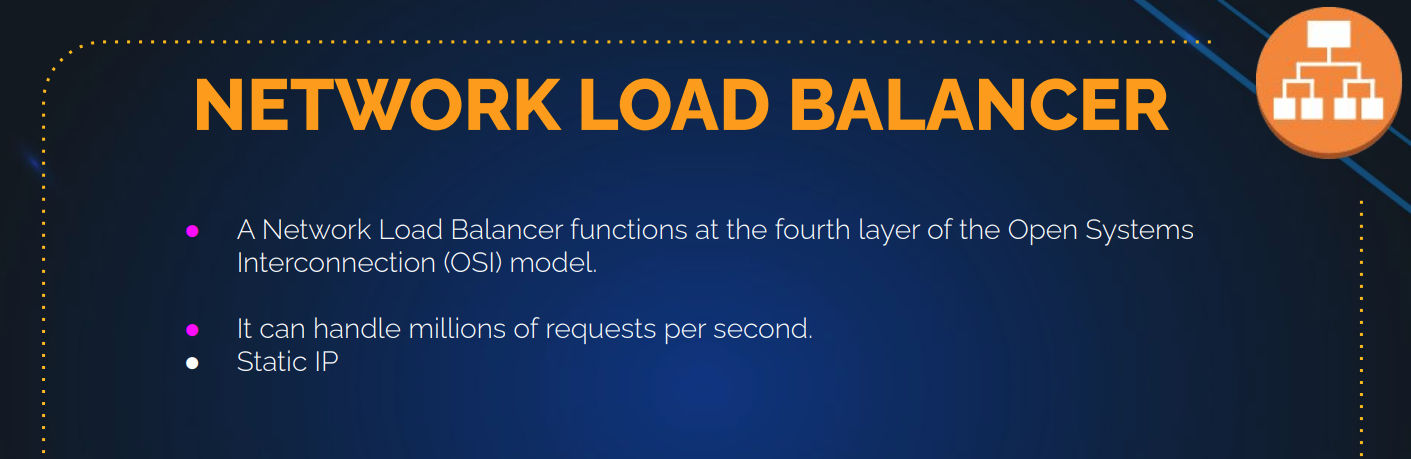 NETWORK LOAD BALANCER
● A Network Load Balancer functions at the fourth layer of the Open Systems
Interconnection (OSI) model.
● It can handle millions of requests per second.
● Static IP